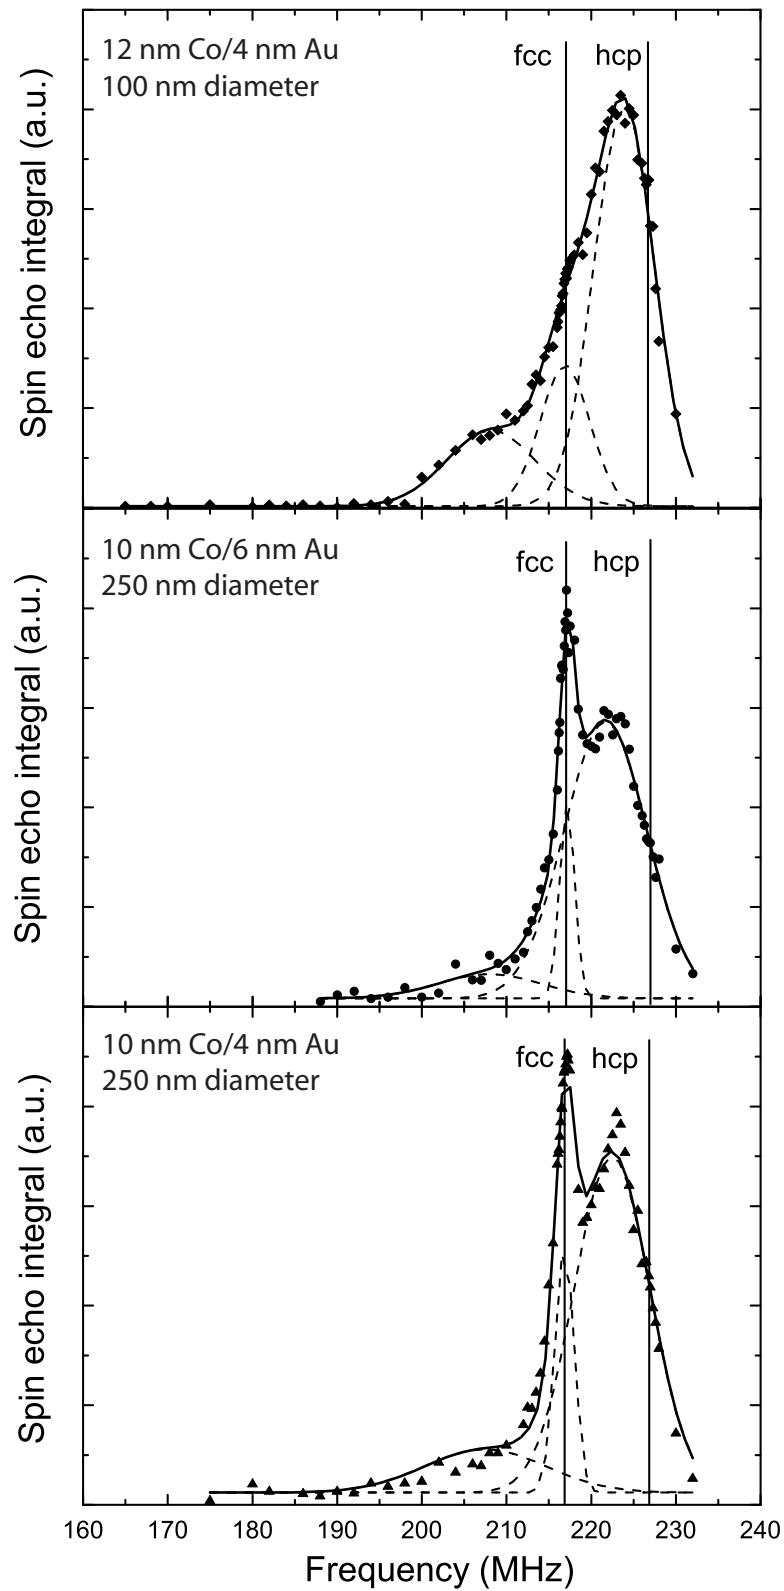 12 nm Co/4 nm Au
100 nm diameter
fcc
hcp
Spin echo integral (a.u.)
10 nm Co/6 nm Au
250 nm diameter
fcc
hcp
Spin echo integral (a.u.)
10 nm Co/4 nm Au
250 nm diameter
fcc
hcp
Spin echo integral (a.u.)
160 170 180 190 200 210 220 230 240
Frequency (MHz)